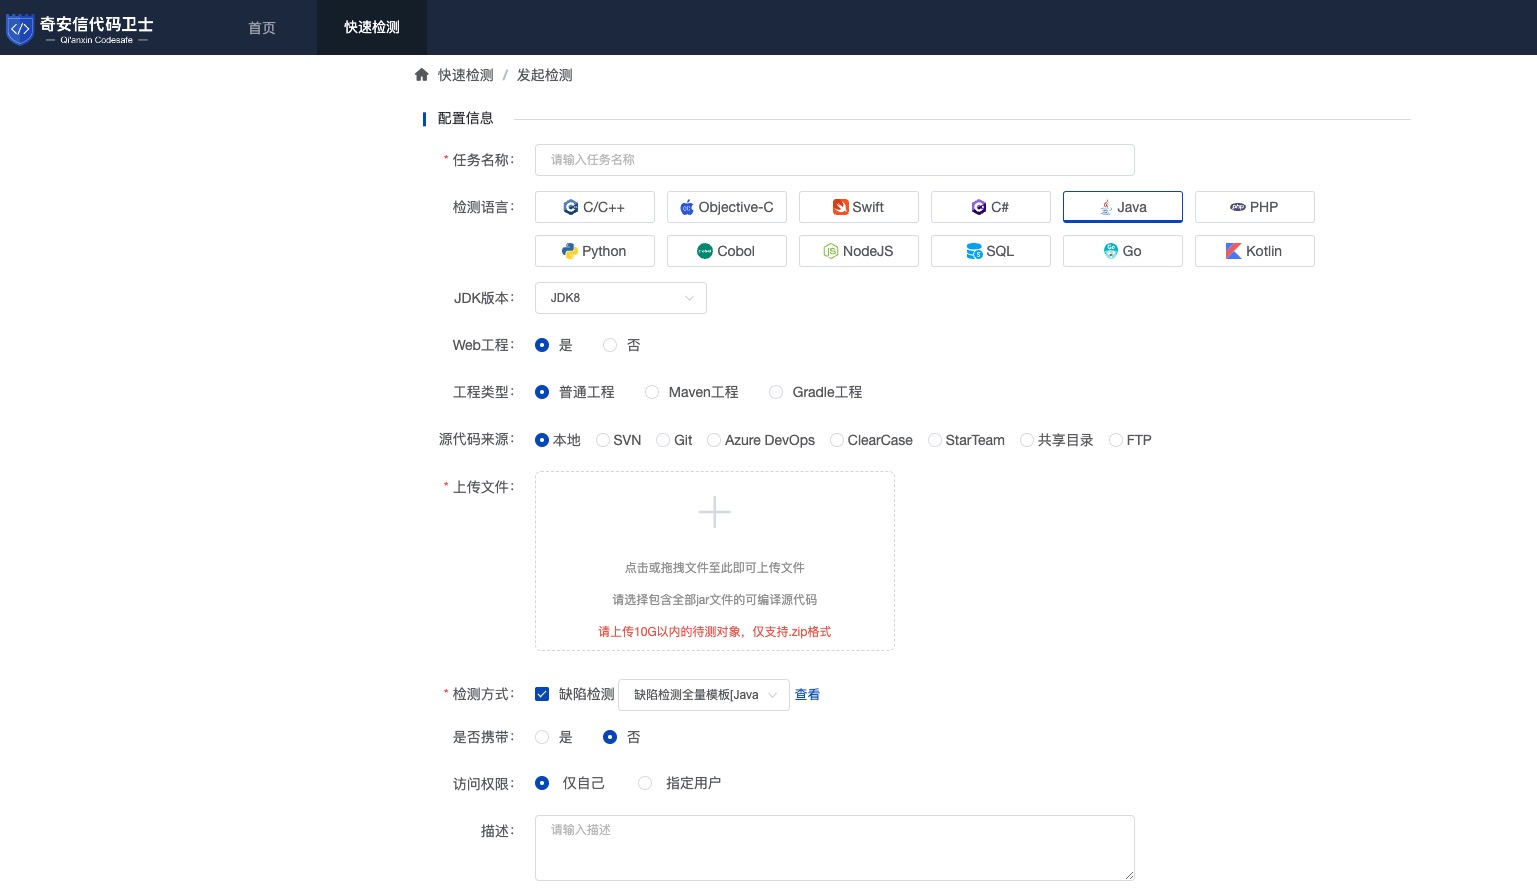 奇安信代码卫士
Qi'anxin Codesafe
首页
快速检测
快速检测 / 发起检测
配置信息
* 任务名称： 请输入任务名称
检测语言： C/C++ Objective-C Swift C# Java PHP
Python Cobol NodeJS SQL Go Kotlin
JDK版本： JDK8
Web工程： 是 否
工程类型： 普通工程 Maven工程 Gradle工程
源代码来源： 本地 SVN Git Azure DevOps ClearCase StarTeam 共享目录 FTP
* 上传文件：
点击或拖拽文件至此即可上传文件
请选择包含全部jar文件的可编译源代码
请上传10G以内的待测对象，仅支持.zip格式
* 检测方式： 缺陷检测 缺陷检测全量模板[Java 查看
是否携带： 是 否
访问权限： 仅自己 指定用户
描述： 请输入描述